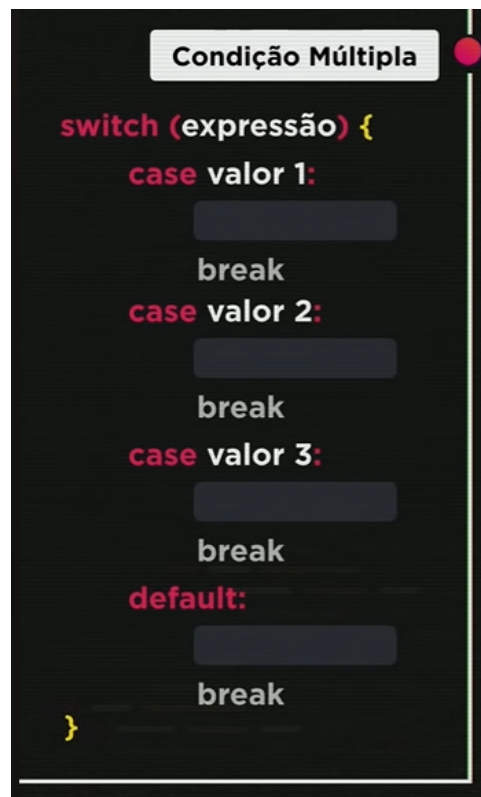 Condição Múltipla
switch (expressão) {
case valor 1:
break
case valor 2:
break
case valor 3:
break
default:
break
}